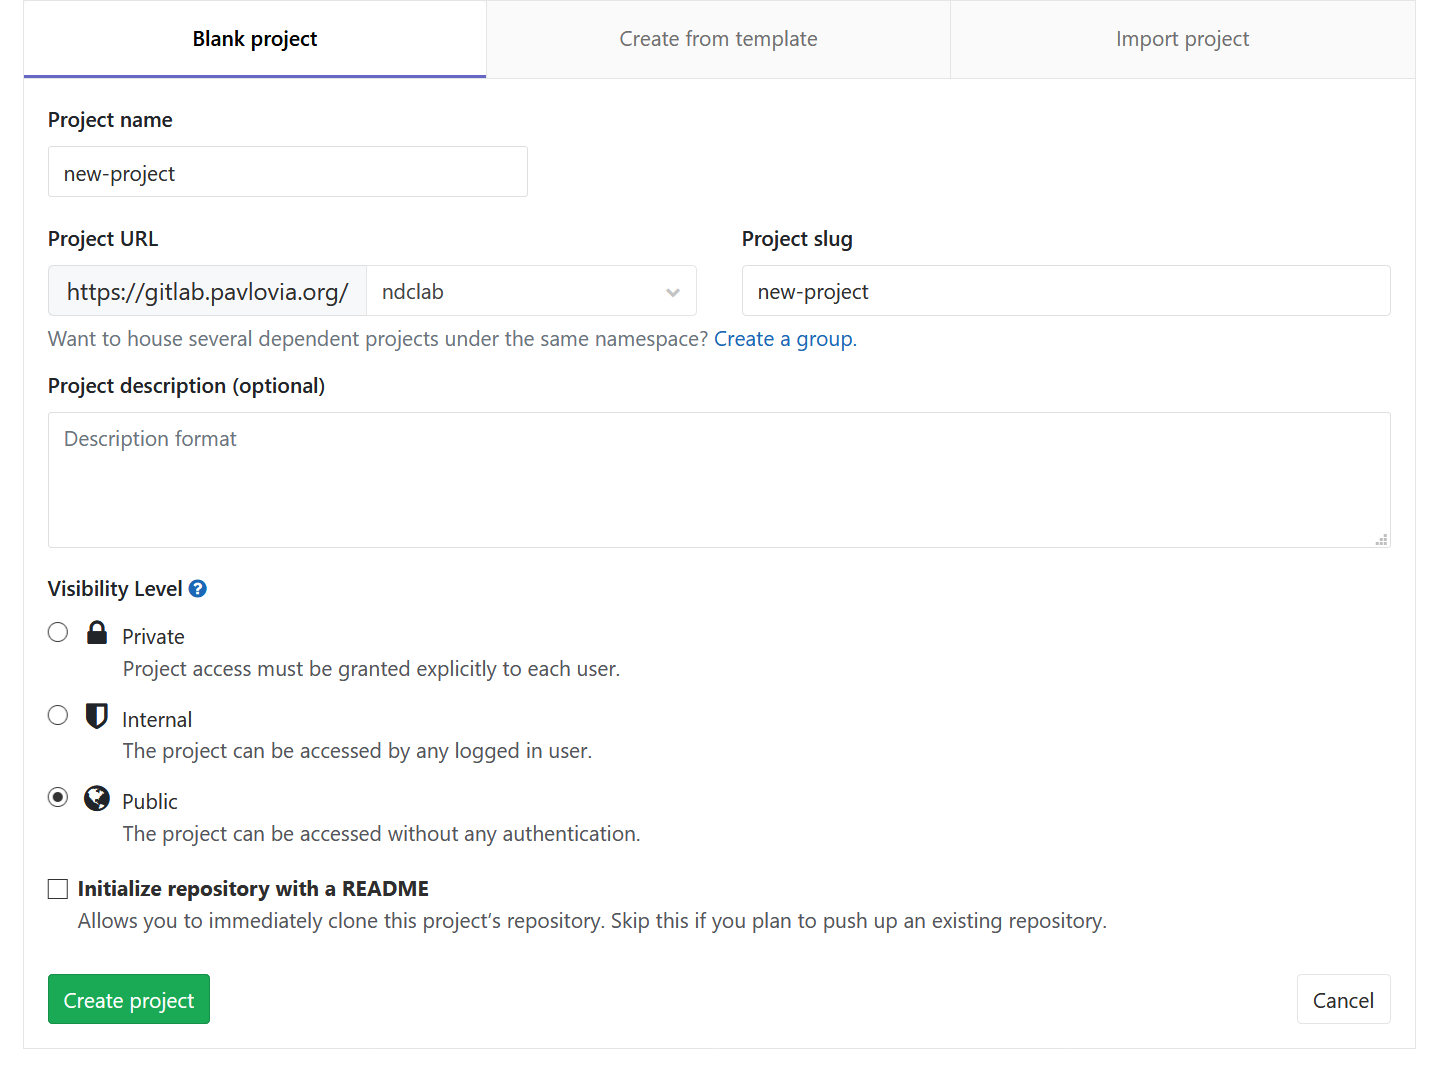 Blank project
Create from template
Import project
Project name
new-project
Project URL
Project slug
https://gitlab.pavlovia.org/
ndclab
new-project
Want to house several dependent projects under the same namespace? Create a group.
Project description (optional)
Description format
Visibility Level
Private
Project access must be granted explicitly to each user.
Internal
The project can be accessed by any logged in user.
Public
The project can be accessed without any authentication.
Initialize repository with a README
Allows you to immediately clone this project’s repository. Skip this if you plan to push up an existing repository.
Create project
Cancel